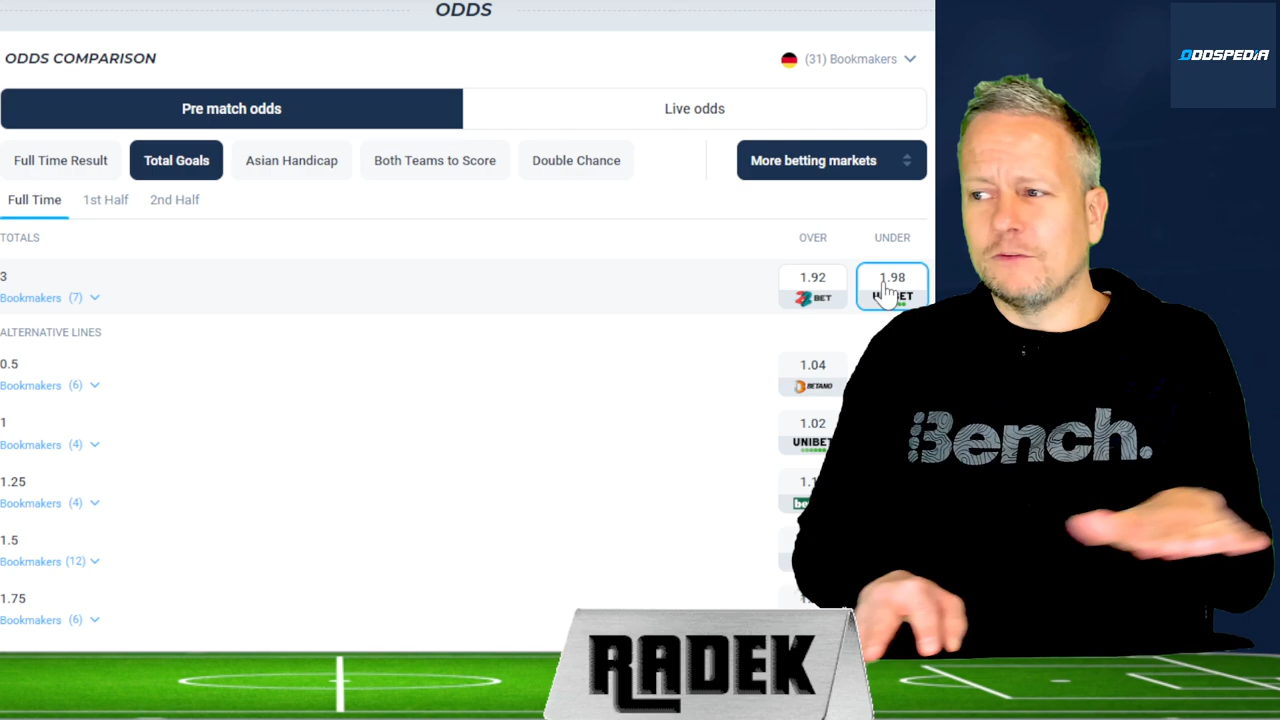 ODDS
ODDS COMPARISON
(31) Bookmakers
ODDSPEDIA
Pre match odds
Live odds
Full Time Result
Total Goals
Asian Handicap
Both Teams to Score
Double Chance
More betting markets
Full Time
1st Half
2nd Half
TOTALS
OVER
UNDER
3
1.92
1.98
Bookmakers (7)
22 BET
ALTERNATIVE LINES
0.5
1.04
Bookmakers (6)
BETANO
1
1.02
Bookmakers (4)
UNIBET
1.25
Bookmakers (4)
1.5
Bookmakers (12)
1.75
Bookmakers (6)
Bench.
RADEK